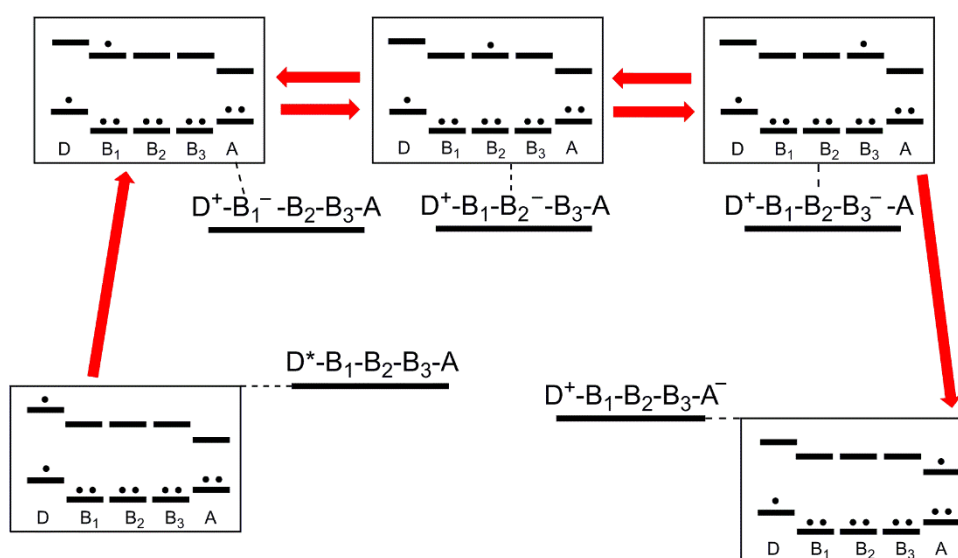 D B₁ B₂ B₃ A
D B₁ B₂ B₃ A
D B₁ B₂ B₃ A
D⁺-B₁⁻-B₂-B₃-A
D⁺-B₁-B₂⁻-B₃-A
D⁺-B₁-B₂-B₃⁻-A
D*-B₁-B₂-B₃-A
D⁺-B₁-B₂-B₃-A⁻
D B₁ B₂ B₃ A
D B₁ B₂ B₃ A